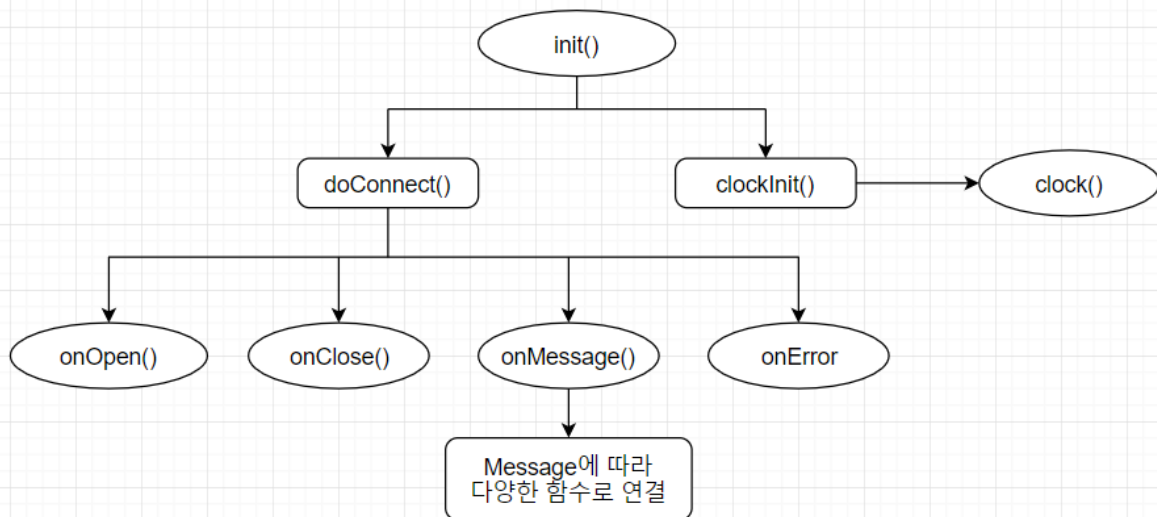 init()
doConnect()
clockInit()
clock()
onOpen()
onClose()
onMessage()
onError
Message에 따라
다양한 함수로 연결